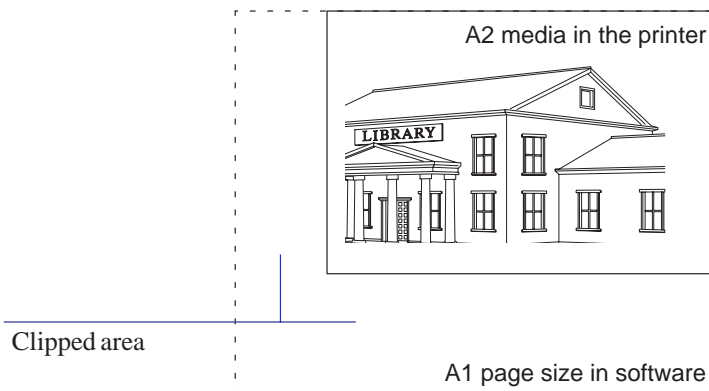 A2 media in the printer
LIBRARY
Clipped area
A1 page size in software